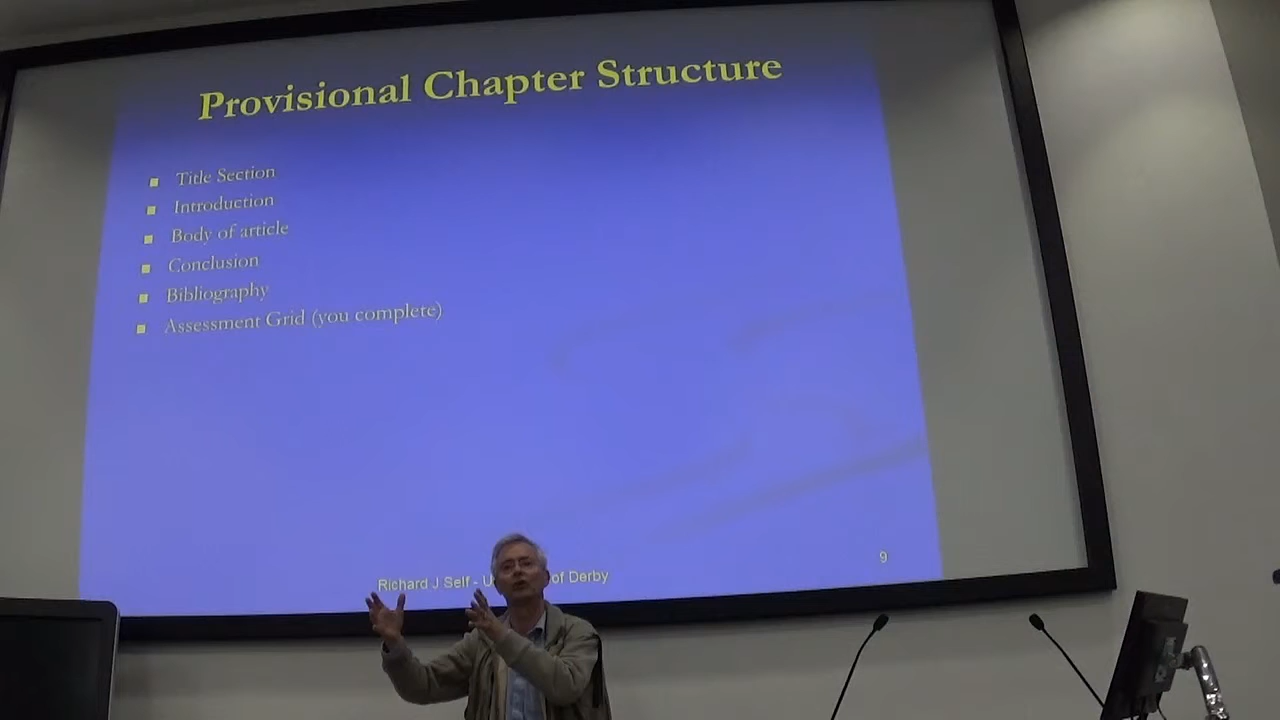 Provisional Chapter Structure
Title Section
Introduction
Body of article
Conclusion
Bibliography
Assessment Grid (you complete)
Richard J Self - U of Derby
9